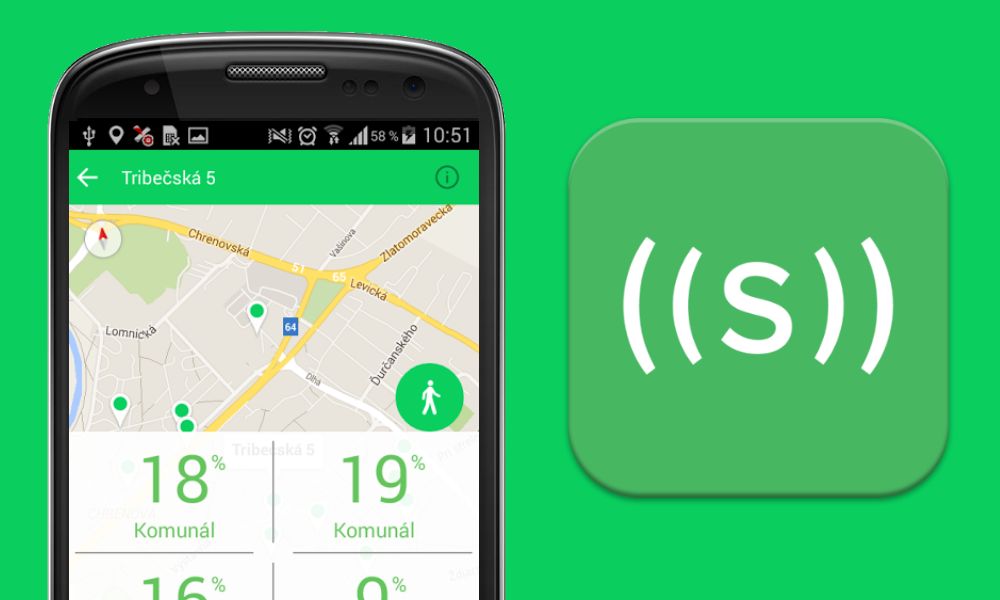 58 % 10:51
Tribečská 5
Chrenovská
Vašinova
Zlatomoravecká
51
65
Levická
64
Lomnická
Ďurčanského
Dlhá
Tribečská 5
18%
19%
Komunál
Komunál
CHRENOVÁ
16%
9%
((s))